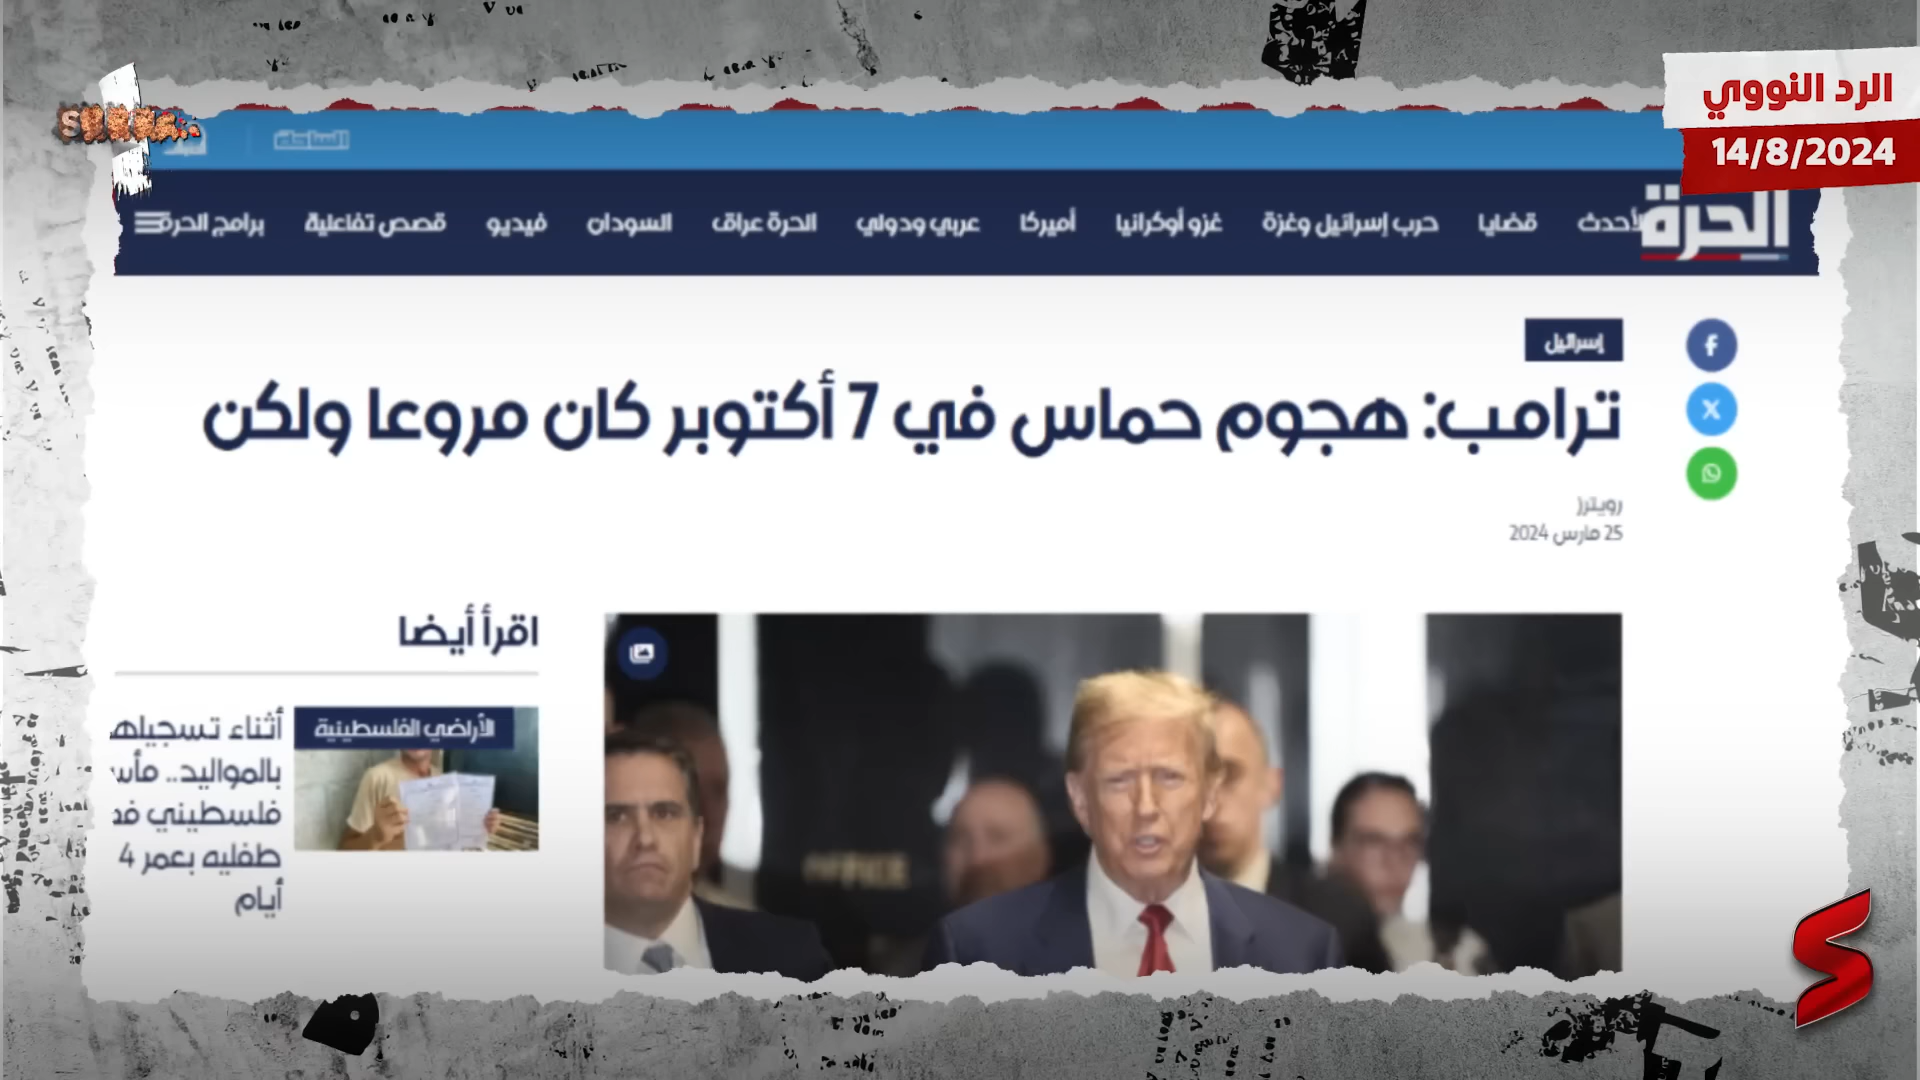 الرد النووي
14/8/2024
الحرة
الأحدث قضايا حرب إسرائيل وغزة غزو أوكرانيا أميركا عربي ودولي الحرة عراق السودان فيديو قصص تفاعلية برامج الحرة
إسرائيل
ترامب: هجوم حماس في 7 أكتوبر كان مروعا ولكن
رويترز
25 مارس 2024
اقرأ أيضا
الأراضي الفلسطينية
أثناء تسجيله
بالمواليد.. مأس
فلسطيني فد
طفليه بعمر 4
أيام
OFFICE